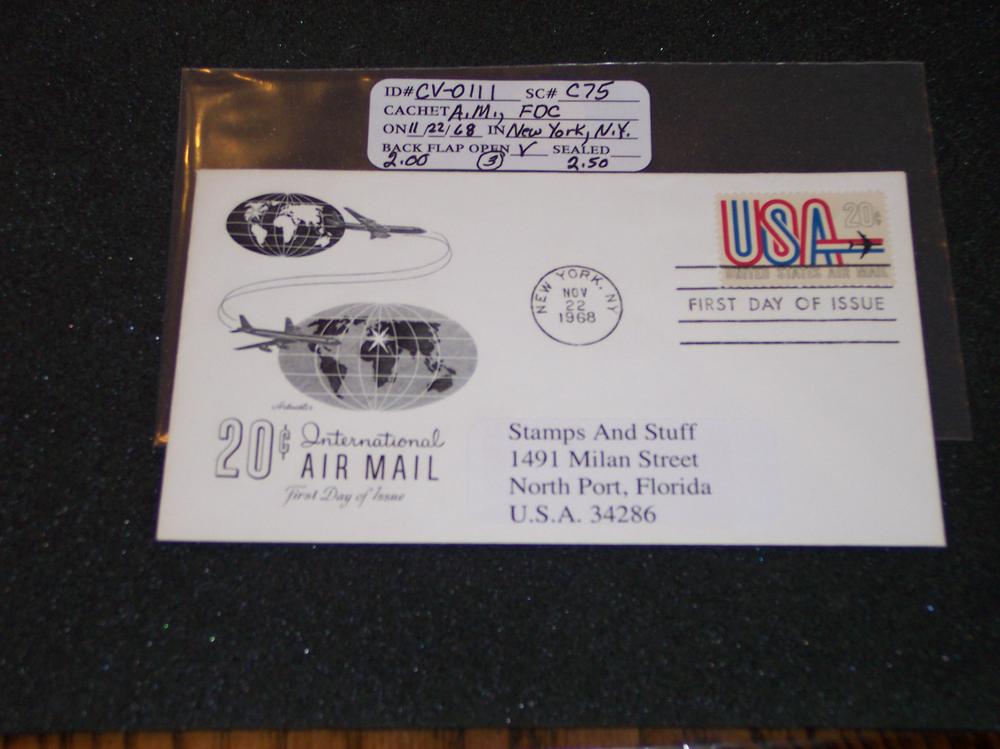 ID# CV-0111 SC# C75
CACHET A.M., FDC
ON 11/22/68 IN New York, N.Y.
BACK FLAP OPEN V SEALED
2.00 3 2.50
USA 20c
UNITED STATES AIR MAIL
NEW YORK, NY
NOV
22
1968
FIRST DAY OF ISSUE
Artmaster
20¢ International
AIR MAIL
First Day of Issue
Stamps And Stuff
1491 Milan Street
North Port, Florida
U.S.A. 34286